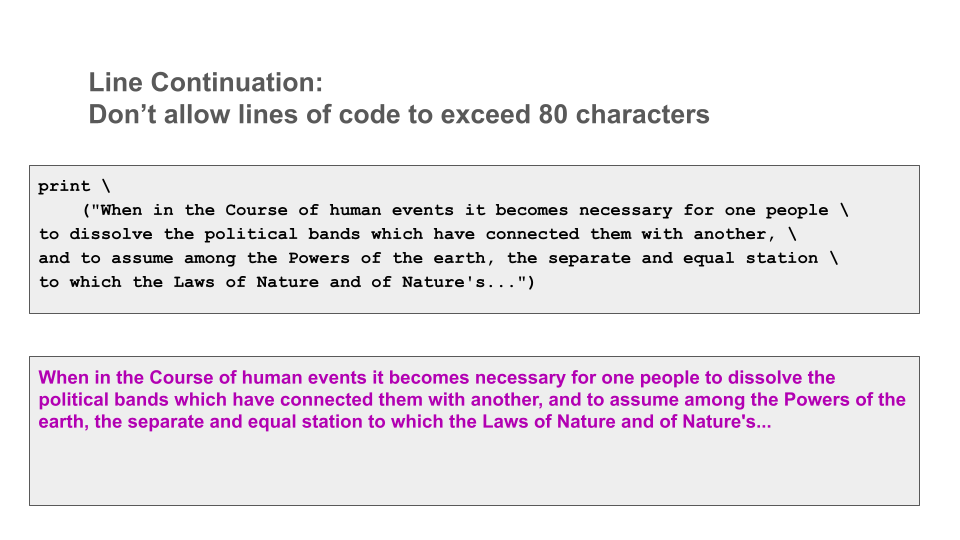 Line Continuation:
Don’t allow lines of code to exceed 80 characters
print \
    ("When in the Course of human events it becomes necessary for one people \
to dissolve the political bands which have connected them with another, \
and to assume among the Powers of the earth, the separate and equal station \
to which the Laws of Nature and of Nature's...")
When in the Course of human events it becomes necessary for one people to dissolve the
political bands which have connected them with another, and to assume among the Powers of the
earth, the separate and equal station to which the Laws of Nature and of Nature's...